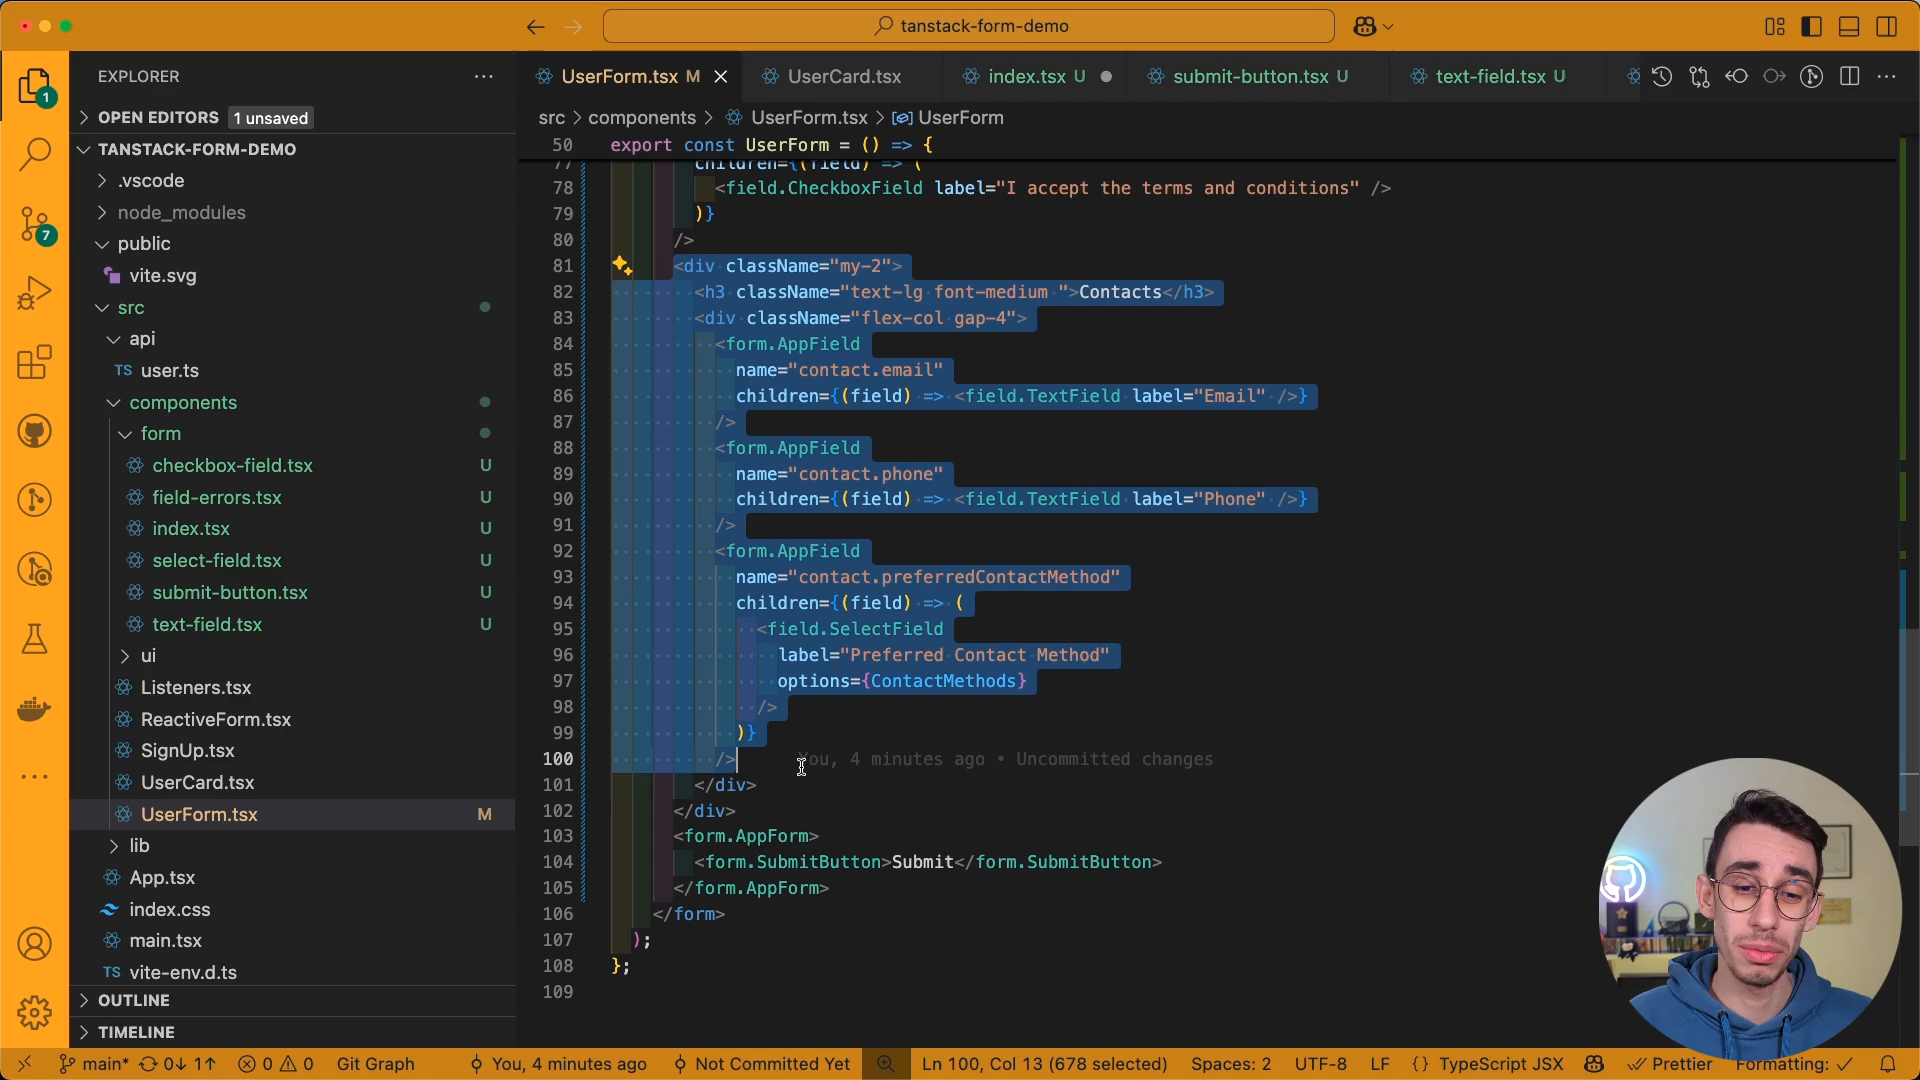 tanstack-form-demo
EXPLORER
OPEN EDITORS 1 unsaved
TANSTACK-FORM-DEMO
.vscode
node_modules
public
vite.svg
src
api
TS user.ts
components
form
checkbox-field.tsx U
field-errors.tsx U
index.tsx U
select-field.tsx U
submit-button.tsx U
text-field.tsx U
ui
Listeners.tsx
ReactiveForm.tsx
SignUp.tsx
UserCard.tsx
UserForm.tsx M
lib
App.tsx
index.css
main.tsx
TS vite-env.d.ts
OUTLINE
TIMELINE
1
7
UserForm.tsx M UserCard.tsx index.tsx U submit-button.tsx U text-field.tsx U
src > components > UserForm.tsx > UserForm
50 export const UserForm = () => {
77 children={(field) => (
78 <field.CheckboxField label="I accept the terms and conditions" />
79 )}
80 />
81 <div className="my-2">
82 <h3 className="text-lg font-medium ">Contacts</h3>
83 <div className="flex-col gap-4">
84 <form.AppField
85 name="contact.email"
86 children={(field) => <field.TextField label="Email" />}
87 />
88 <form.AppField
89 name="contact.phone"
90 children={(field) => <field.TextField label="Phone" />}
91 />
92 <form.AppField
93 name="contact.preferredContactMethod"
94 children={(field) => (
95 <field.SelectField
96 label="Preferred Contact Method"
97 options={ContactMethods}
98 />
99 )}
100 /> You, 4 minutes ago • Uncommitted changes
101 </div>
102 </div>
103 <form.AppForm>
104 <form.SubmitButton>Submit</form.SubmitButton>
105 </form.AppForm>
106 </form>
107 );
108 };
109
main* 0↓ 1↑ 0 0 Git Graph You, 4 minutes ago Not Committed Yet Ln 100, Col 13 (678 selected) Spaces: 2 UTF-8 LF {} TypeScript JSX Prettier Formatting: ✓